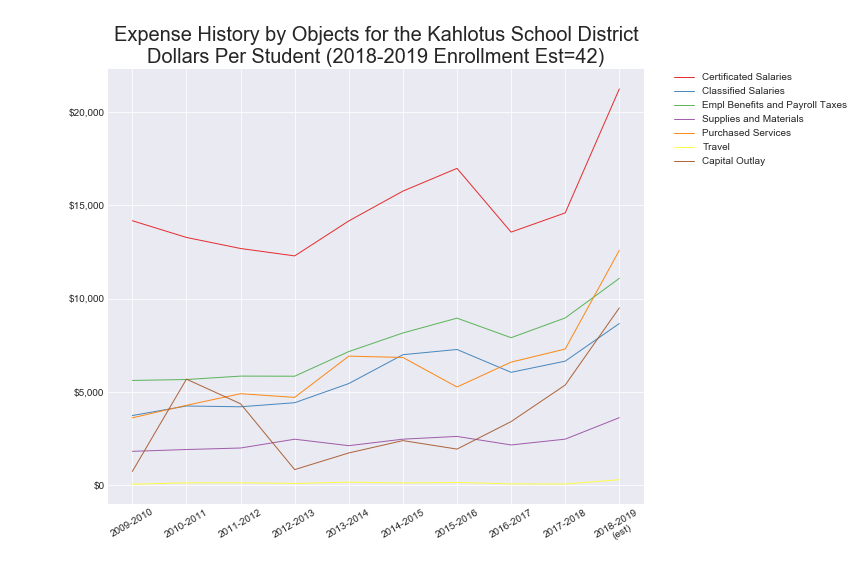 Expense History by Objects for the Kahlotus School District
Dollars Per Student (2018-2019 Enrollment Est=42)
Certificated Salaries
Classified Salaries
Empl Benefits and Payroll Taxes
Supplies and Materials
Purchased Services
Travel
Capital Outlay
$20,000
$15,000
$10,000
$5,000
$0
2009-2010
2010-2011
2011-2012
2012-2013
2013-2014
2014-2015
2015-2016
2016-2017
2017-2018
2018-2019
(est)